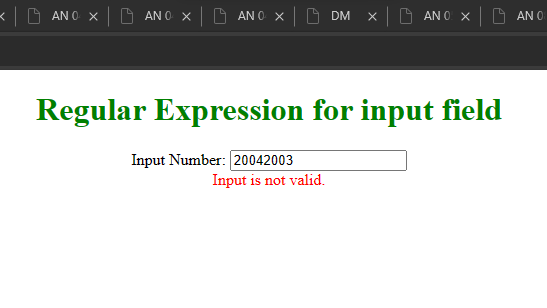 AN 0 AN 0 AN 0 DM AN 0 AN 0
Regular Expression for input field
Input Number: 20042003
Input is not valid.